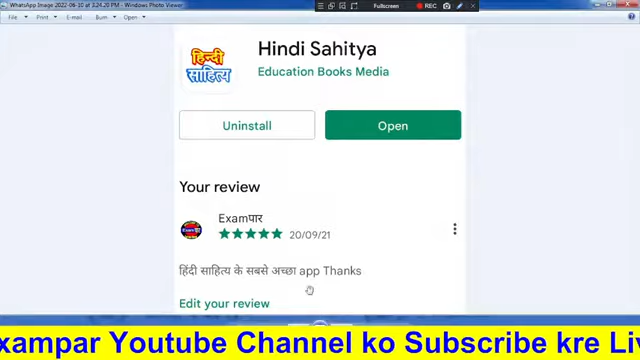 WhatsApp Image 2022-06-10 at 3.24.20 PM - Windows Photo Viewer
Fullscreen REC
File Print E-mail Burn Open
हिन्दी
साहित्य
Hindi Sahitya
Education Books Media
Uninstall Open
Your review
Examपार
20/09/21
हिंदी साहित्य के सबसे अच्छा app Thanks
Edit your review
xampar Youtube Channel ko Subscribe kre Liv